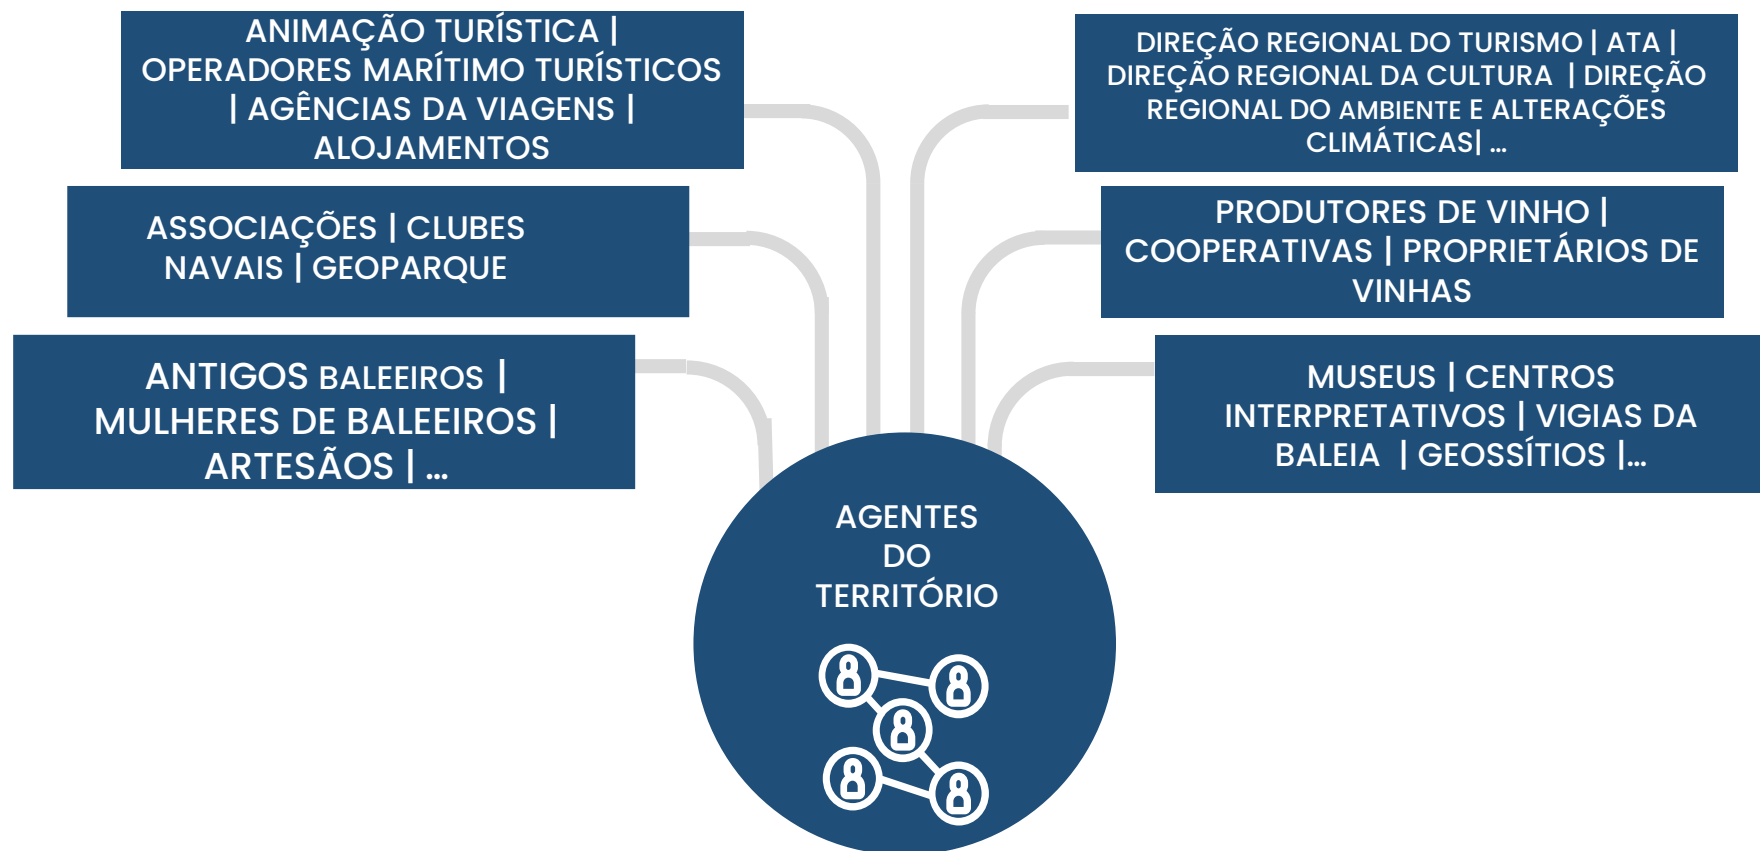 ANIMAÇÃO TURÍSTICA |
OPERADORES MARÍTIMO TURÍSTICOS
| AGÊNCIAS DA VIAGENS |
ALOJAMENTOS
ASSOCIAÇÕES | CLUBES
NAVAIS | GEOPARQUE
ANTIGOS BALEEIROS |
MULHERES DE BALEEIROS |
ARTESÃOS | ...
DIREÇÃO REGIONAL DO TURISMO | ATA |
DIREÇÃO REGIONAL DA CULTURA | DIREÇÃO
REGIONAL DO AMBIENTE E ALTERAÇÕES
CLIMÁTICAS| ...
PRODUTORES DE VINHO |
COOPERATIVAS | PROPRIETÁRIOS DE
VINHAS
MUSEUS | CENTROS
INTERPRETATIVOS | VIGIAS DA
BALEIA | GEOSSÍTIOS |...
AGENTES
DO
TERRITÓRIO